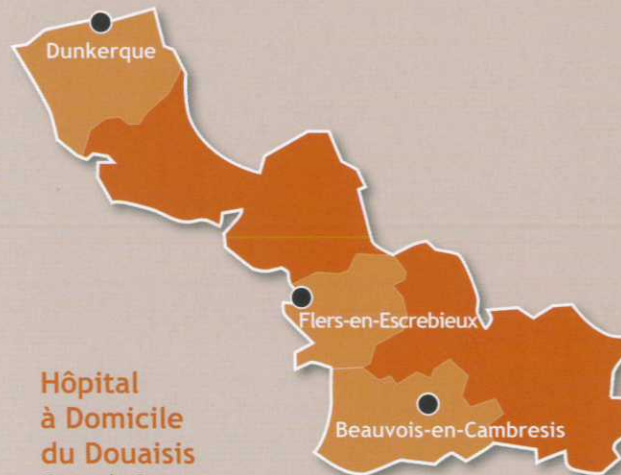 Dunkerque
Flers-en-Escrebieux
Beauvois-en-Cambresis
Hôpital
à Domicile
du Douaisis